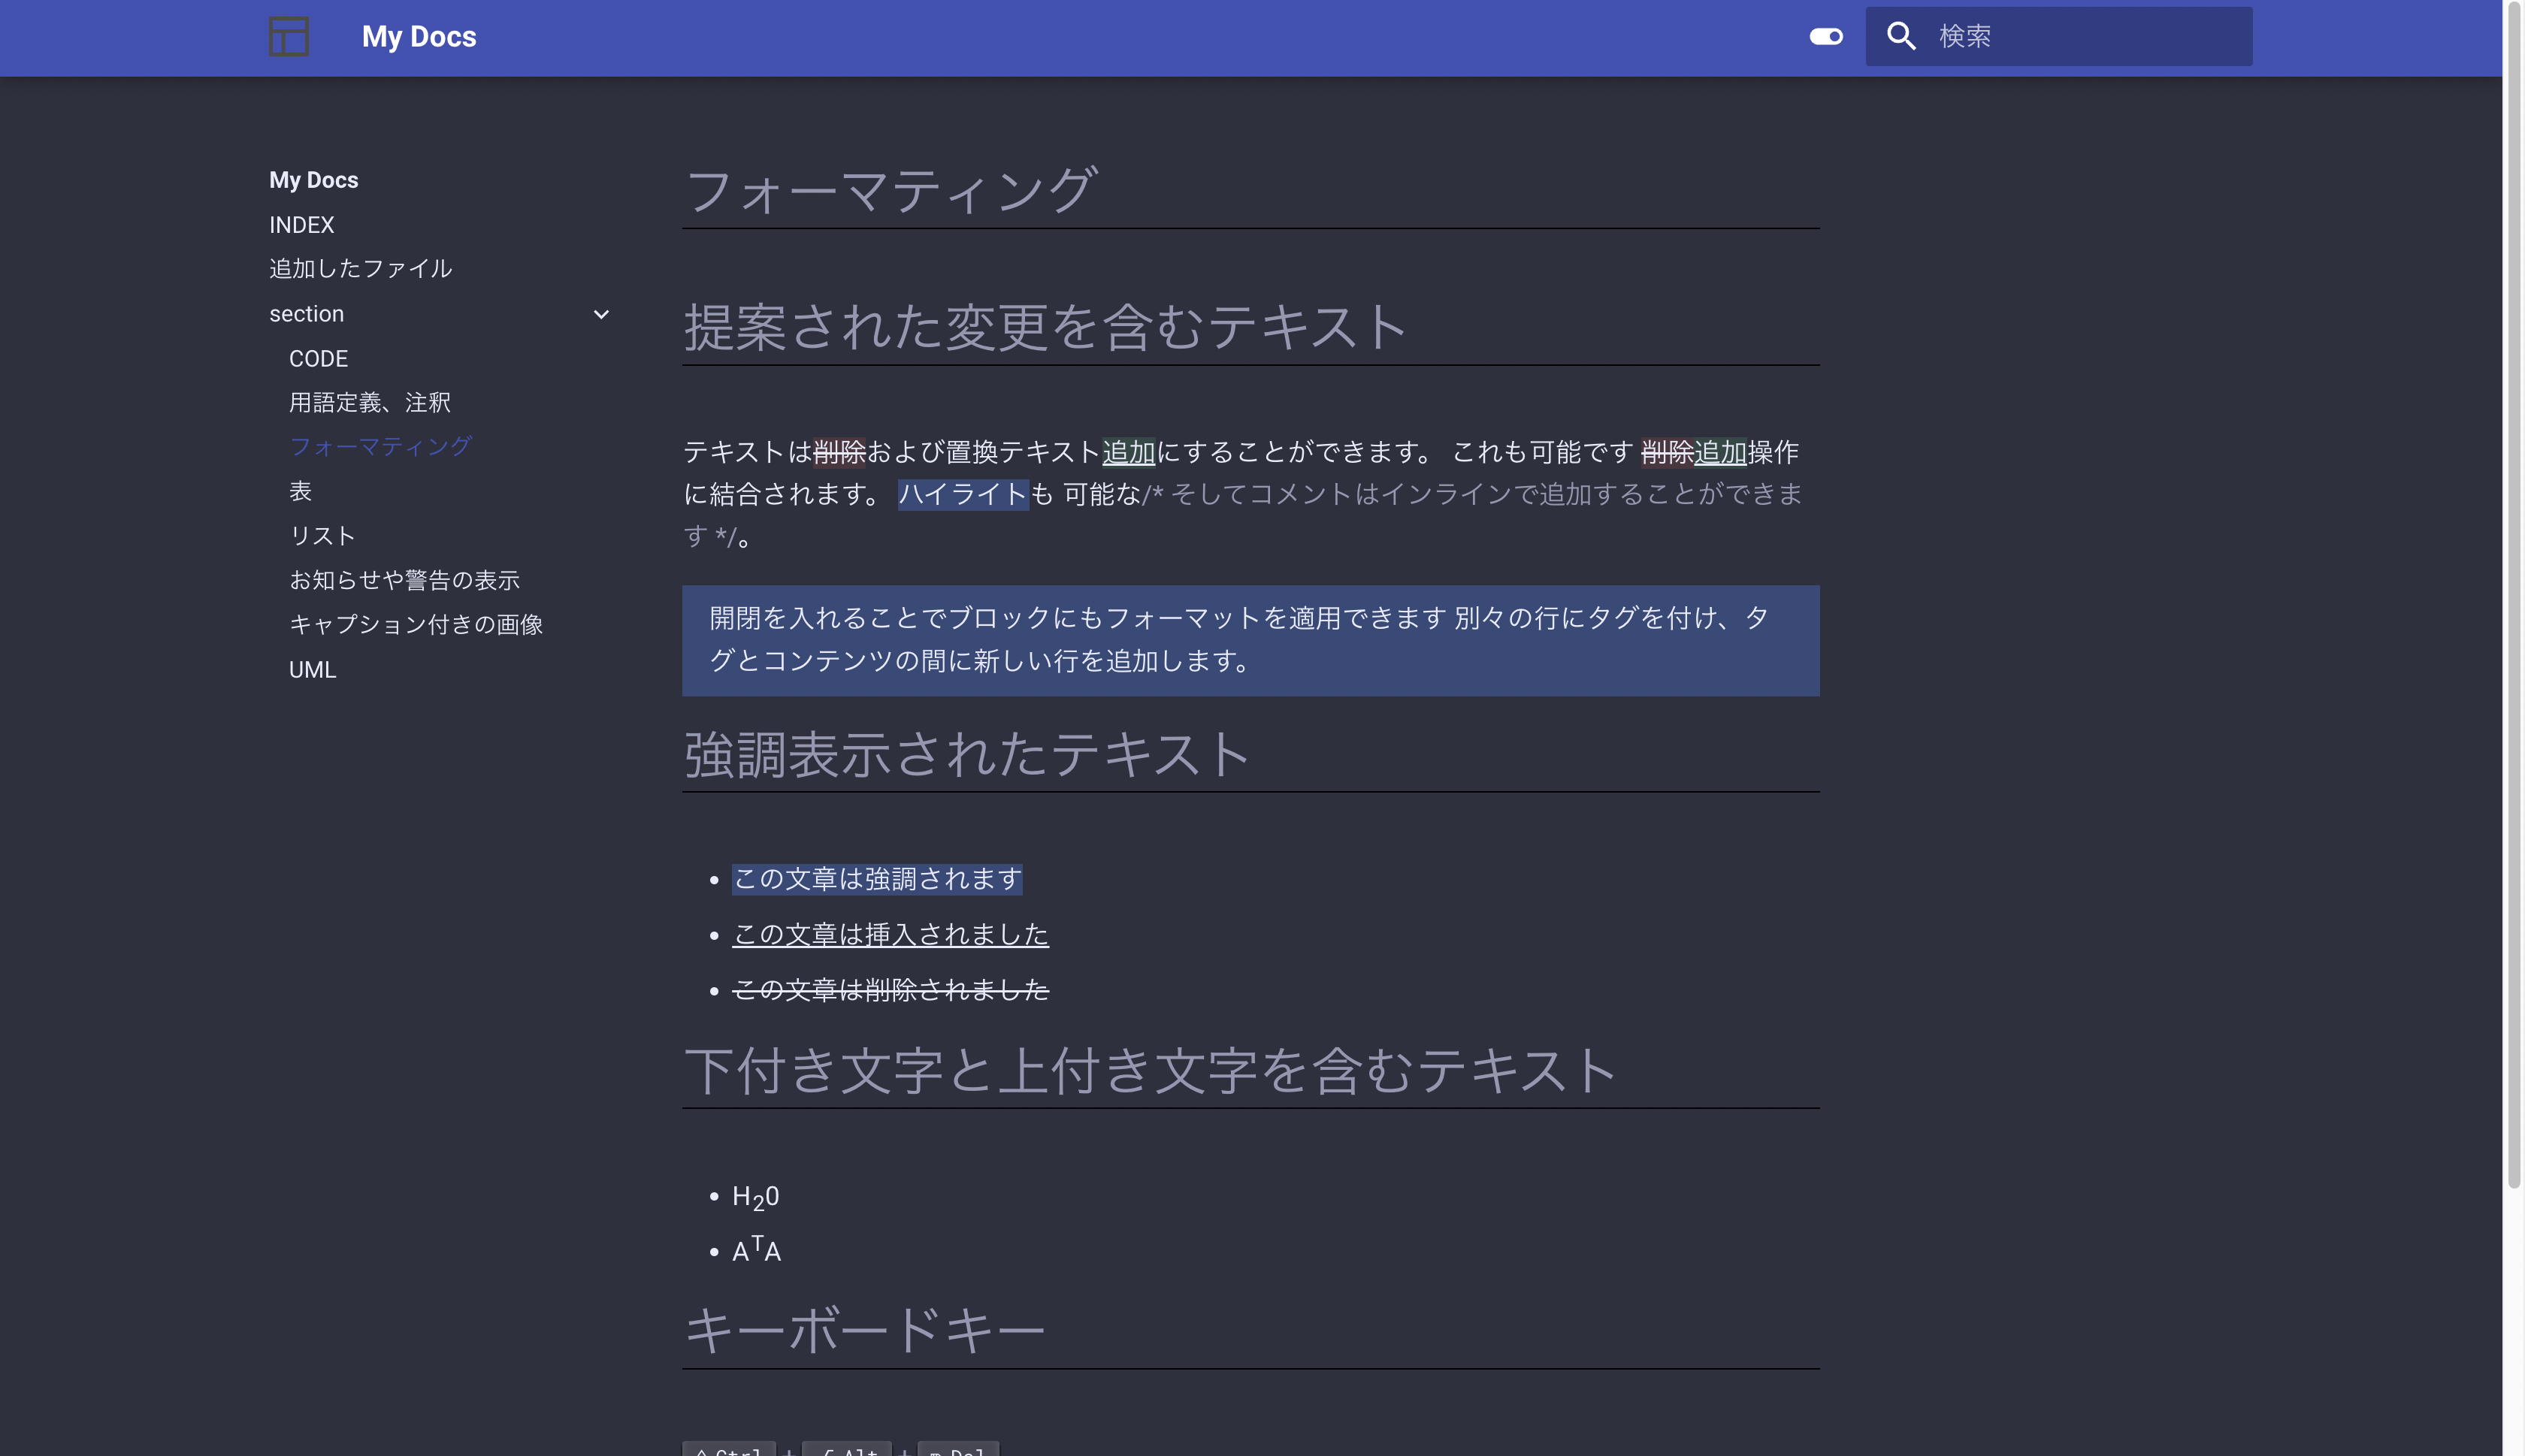 My Docs
検索
My Docs
INDEX
追加したファイル
section
CODE
用語定義、注釈
フォーマティング
表
リスト
お知らせや警告の表示
キャプション付きの画像
UML
フォーマティング
提案された変更を含むテキスト
テキストは削除および置換テキスト追加にすることができます。 これも可能です 削除追加操作
に結合されます。 ハイライトも 可能な/* そしてコメントはインラインで追加することができま
す */。
開閉を入れることでブロックにもフォーマットを適用できます 別々の行にタグを付け、タ
グとコンテンツの間に新しい行を追加します。
強調表示されたテキスト
この文章は強調されます
この文章は挿入されました
この文章は削除されました
下付き文字と上付き文字を含むテキスト
H₂0
AᵀA
キーボードキー
Ctrl + Alt + Del